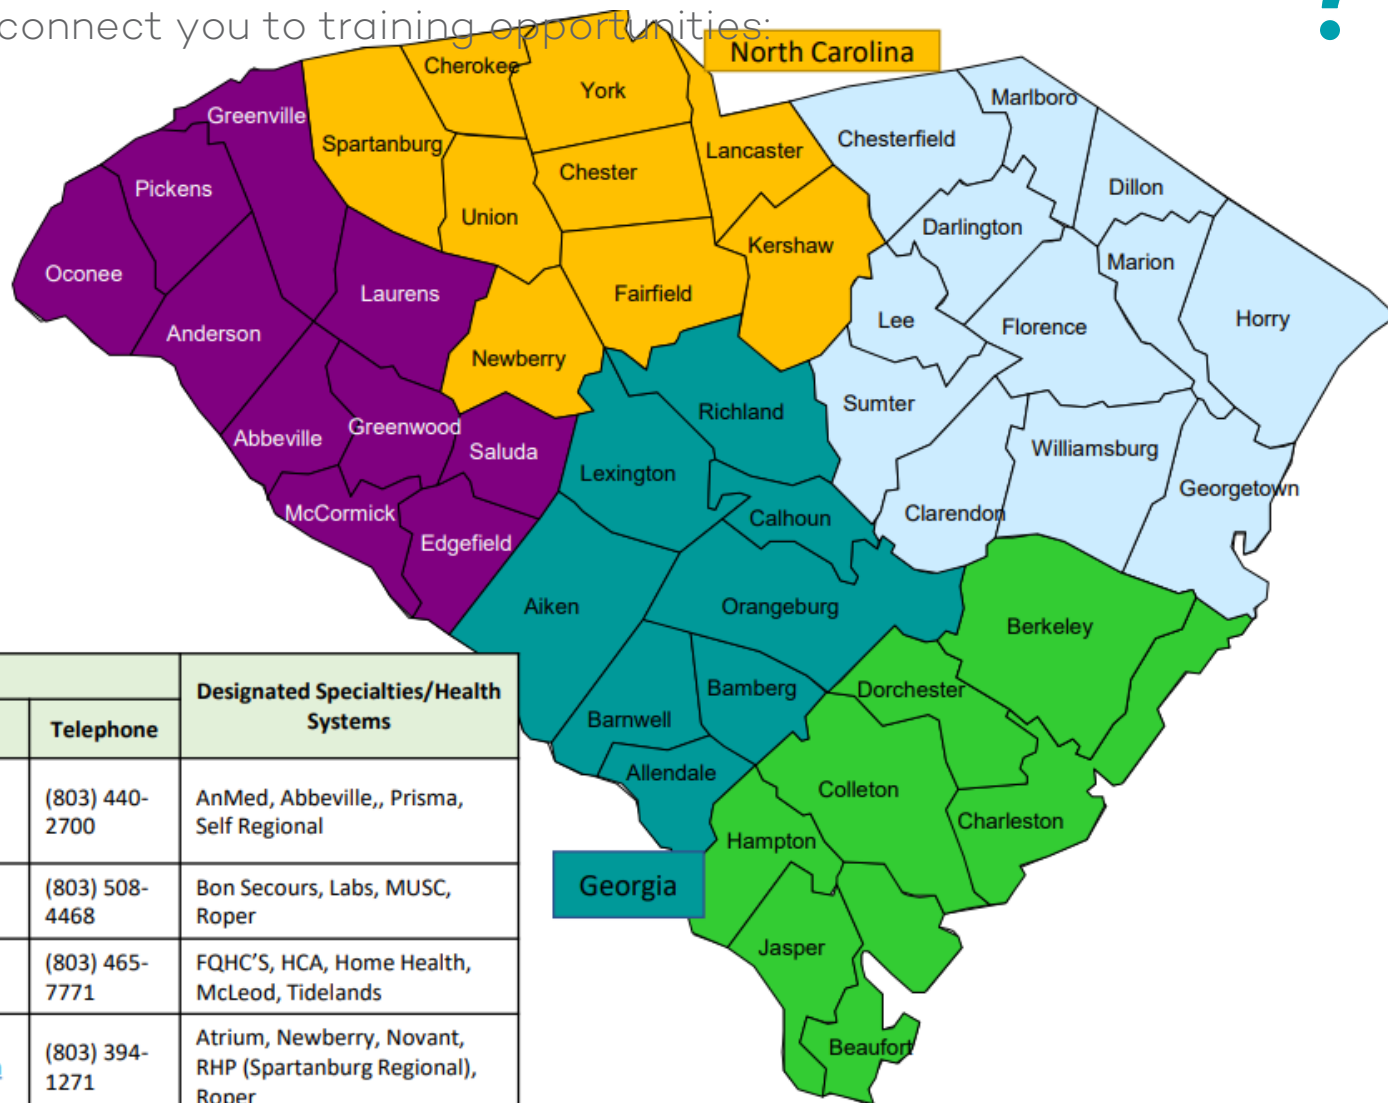 connect you to training opportunities:
?
North Carolina
Cherokee
York
Greenville
Spartanburg
Marlboro
Chesterfield
Lancaster
Chester
Pickens
Union
Dillon
Darlington
Kershaw
Marion
Oconee
Laurens
Fairfield
Anderson
Lee
Florence
Horry
Newberry
Richland
Sumter
Abbeville
Greenwood
Saluda
Lexington
Williamsburg
Georgetown
McCormick
Calhoun
Clarendon
Edgefield
Aiken
Orangeburg
Berkeley
Bamberg
Dorchester
Barnwell
Allendale
Colleton
Charleston
Hampton
Georgia
Jasper
Beaufort
Designated Specialties/Health
Systems
Telephone
(803) 440-
2700
AnMed, Abbeville,, Prisma,
Self Regional
(803) 508-
4468
Bon Secours, Labs, MUSC,
Roper
(803) 465-
7771
FQHC’S, HCA, Home Health,
McLeod, Tidelands
(803) 394-
1271
Atrium, Newberry, Novant,
RHP (Spartanburg Regional),
Roper